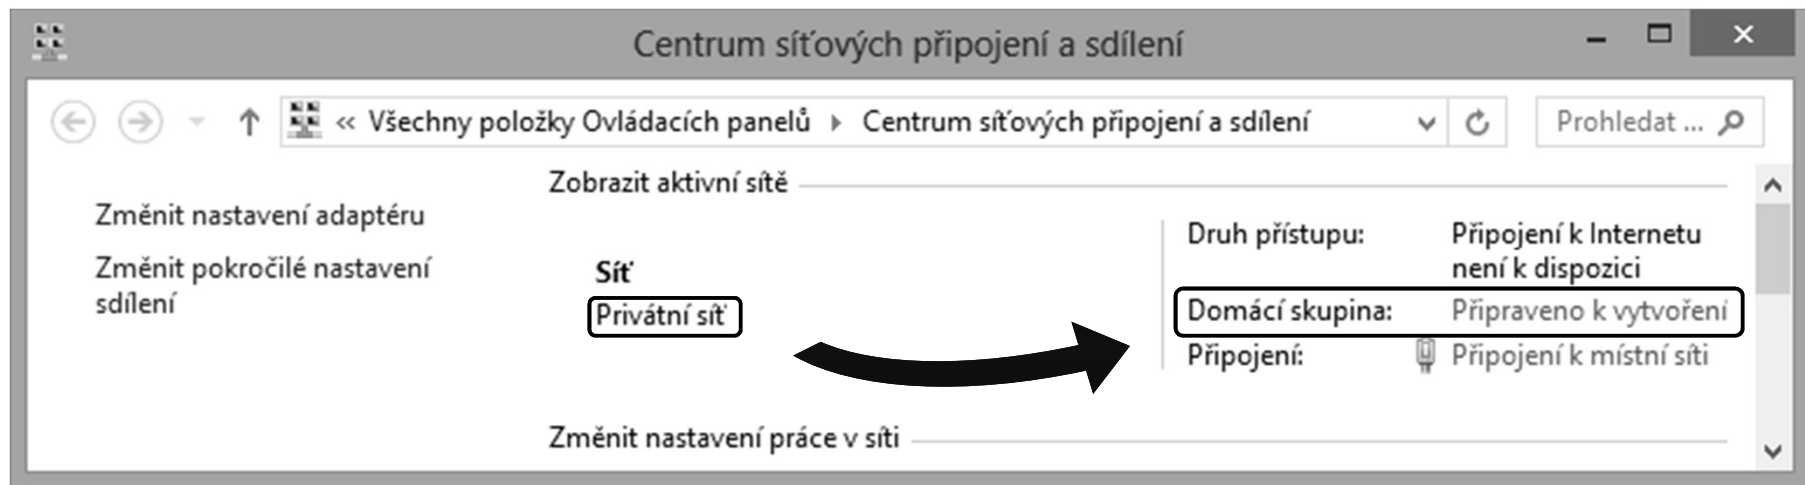 Centrum síťových připojení a sdílení
« Všechny položky Ovládacích panelů Centrum síťových připojení a sdílení Prohledat ...
Zobrazit aktivní sítě
Změnit nastavení adaptéru
Změnit pokročilé nastavení
sdílení
Síť
Privátní síť
Druh přístupu: Připojení k Internetu
není k dispozici
Domácí skupina: Připraveno k vytvoření
Připojení: Připojení k místní síti
Změnit nastavení práce v síti